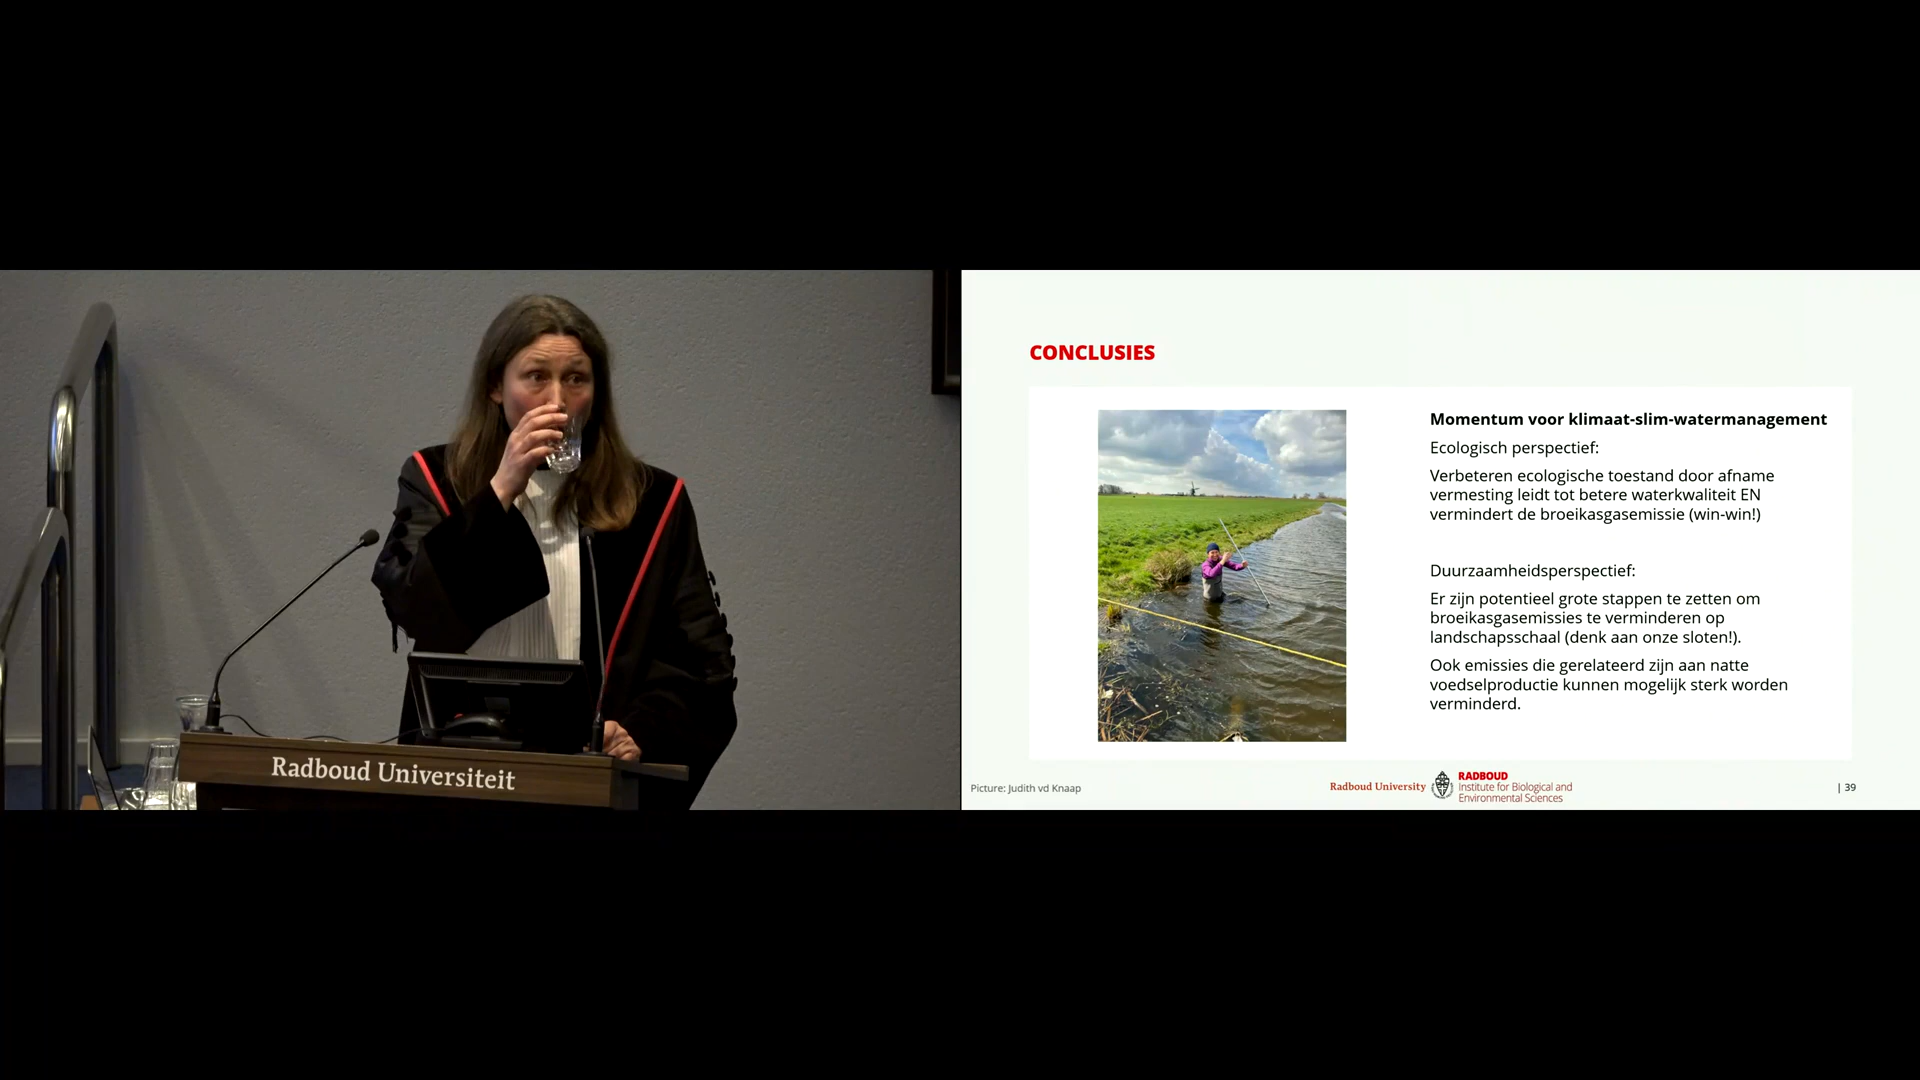 Radboud Universiteit
CONCLUSIES
Momentum voor klimaat-slim-watermanagement
Ecologisch perspectief:
Verbeteren ecologische toestand door afname
vermesting leidt tot betere waterkwaliteit EN
vermindert de broeikasgasemissie (win-win!)
Duurzaamheidsperspectief:
Er zijn potentieel grote stappen te zetten om
broeikasgasemissies te verminderen op
landschapsschaal (denk aan onze sloten!).
Ook emissies die gerelateerd zijn aan natte
voedselproductie kunnen mogelijk sterk worden
verminderd.
Picture: Judith vd Knaap
Radboud University
RADBOUD
Institute for Biological and
Environmental Sciences
| 39